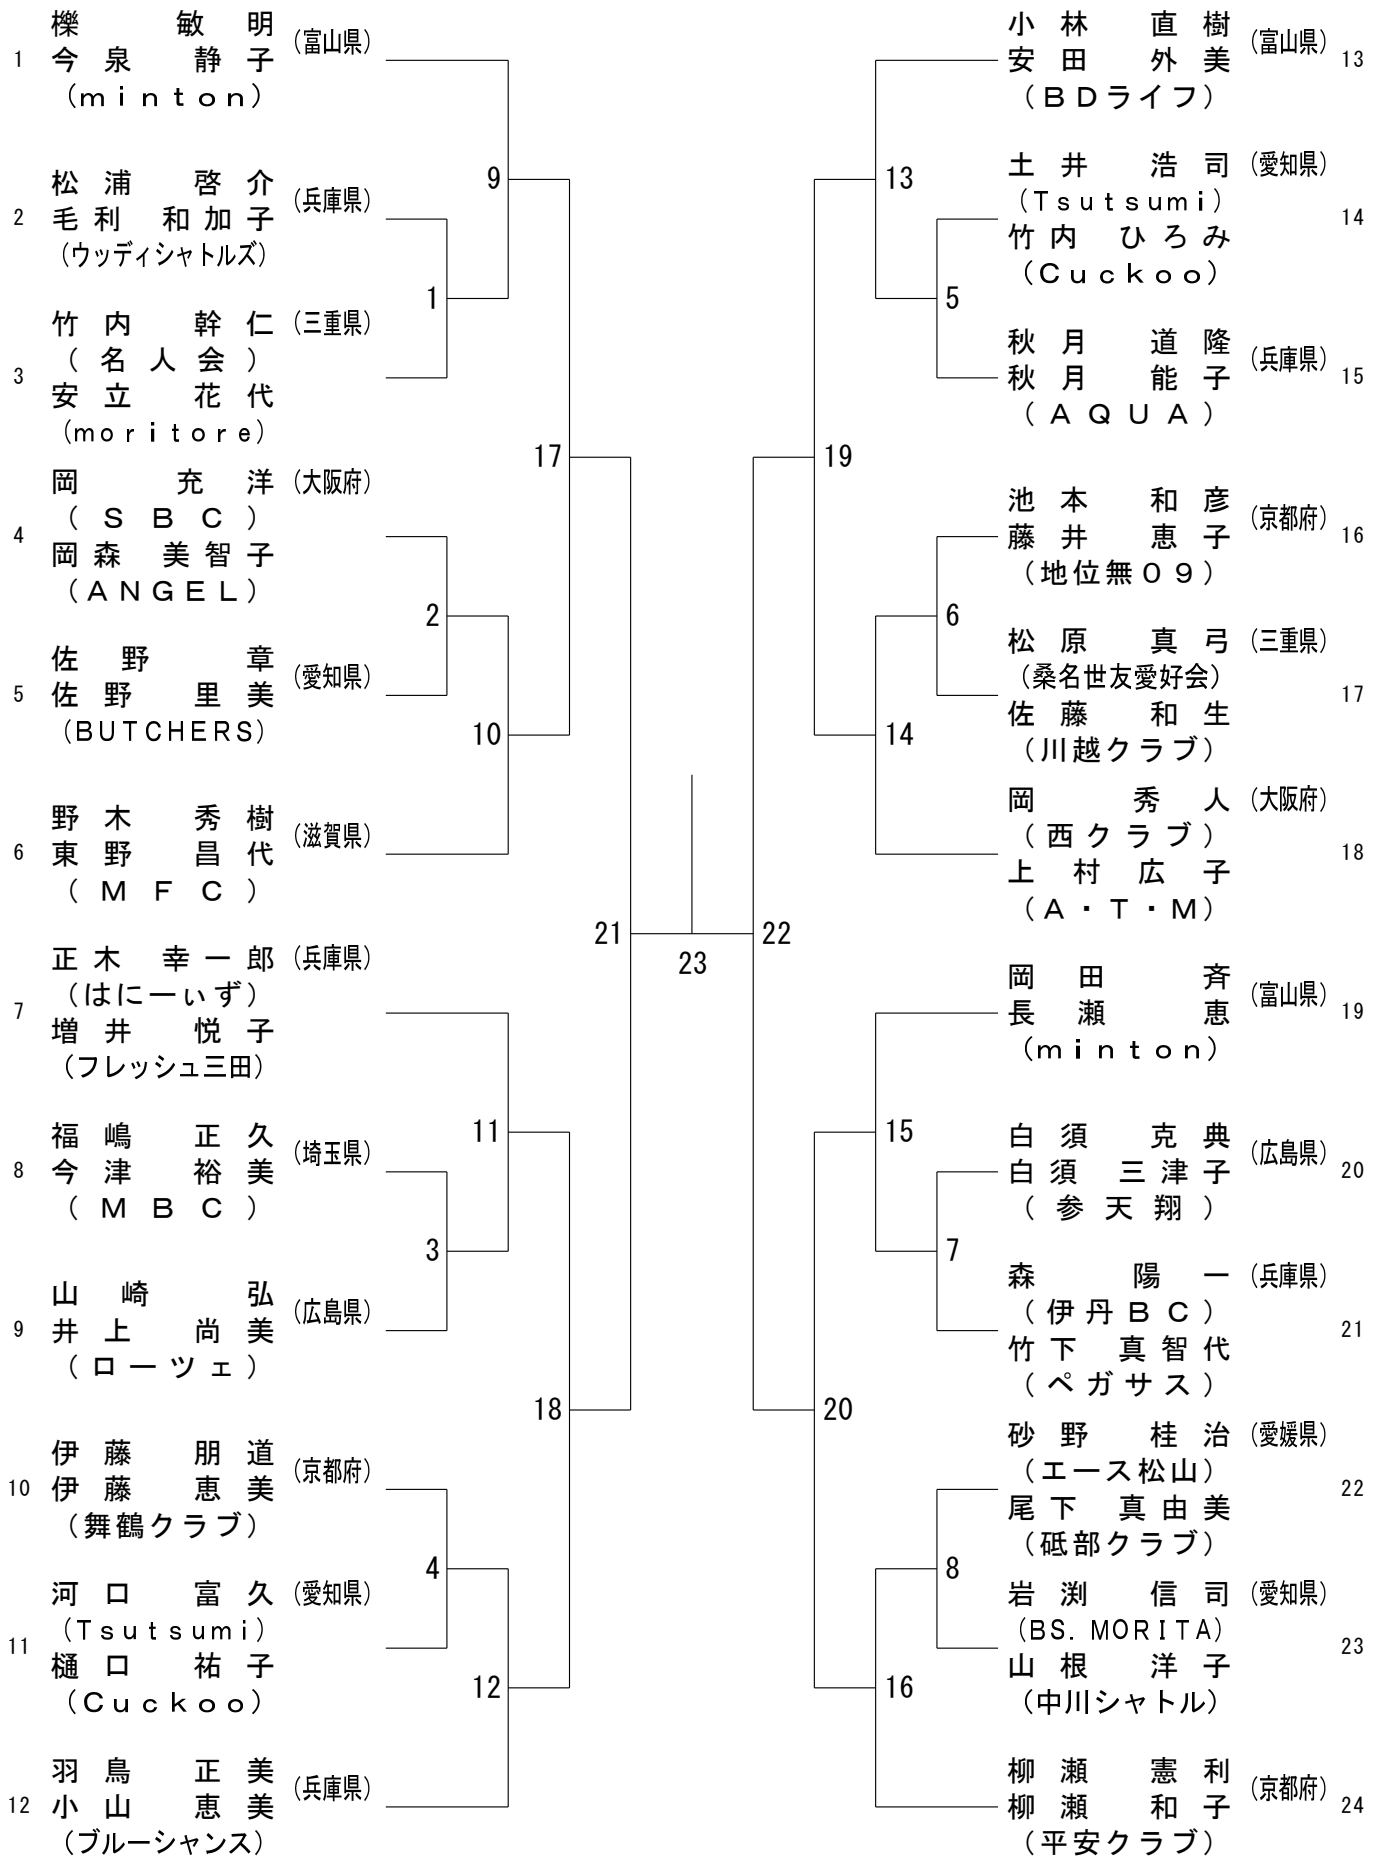 櫟 敏明 (富山県)
1 今泉 静子
(minton)
松浦 啓介 (兵庫県)
2 毛利 和加子
(ウッディシャトルズ)
竹内 幹仁 (三重県)
(名人会)
3
安立 花代
(moritore)
岡 充洋 (大阪府)
(SBC)
4
岡森 美智子
(ANGEL)
佐野 章 (愛知県)
5 佐野 里美
(BUTCHERS)
野木 秀樹 (滋賀県)
6 東野 昌代
(MFC)
正木 幸一郎 (兵庫県)
(はにーぃず)
7
増井 悦子
(フレッシュ三田)
福嶋 正久 (埼玉県)
8 今津 裕美
(MBC)
山崎 弘 (広島県)
9 井上 尚美
(ローツェ)
伊藤 朋道 (京都府)
10 伊藤 恵美
(舞鶴クラブ)
河口 富久 (愛知県)
(Tsutsumi)
11
樋口 祐子
(Cuckoo)
羽鳥 正美 (兵庫県)
12 小山 恵美
(ブルーシャンス)
9
1
17
2
10
21
11
3
18
4
12
23
13
5
19
6
14
22
15
7
20
8
16
小林 直樹 (富山県)
安田 外美 13
(BDライフ)
土井 浩司 (愛知県)
(Tsutsumi)
14
竹内 ひろみ
(Cuckoo)
秋月 道隆 (兵庫県)
秋月 能子 15
(AQUA)
池本 和彦 (京都府)
藤井 恵子 16
(地位無09)
松原 真弓 (三重県)
(桑名世友愛好会)
17
佐藤 和生
(川越クラブ)
岡 秀人 (大阪府)
(西クラブ)
18
上村広子
(A・T・M)
岡田 斉 (富山県)
長瀬 恵 19
(minton)
白須 克典 (広島県)
白須 三津子 20
(参天翔)
森 陽一 (兵庫県)
(伊丹BC)
21
竹下 真智代
(ペガサス)
砂野 桂治 (愛媛県)
(エース松山)
22
尾下 真由美
(砥部クラブ)
岩渕 信司 (愛知県)
(BS. MORITA)
23
山根 洋子
(中川シャトル)
柳瀬 憲利 (京都府)
柳瀬 和子 24
(平安クラブ)